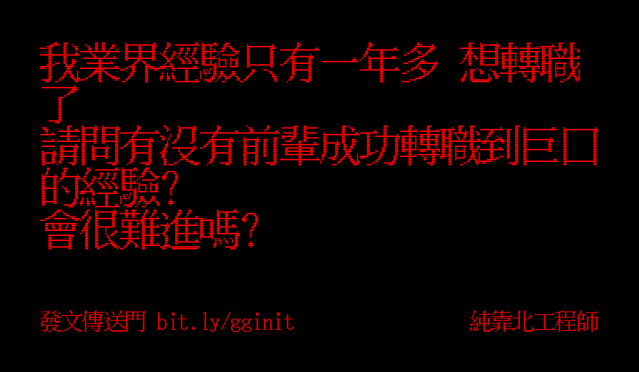 我業界經驗只有一年多 想轉職
了
請問有沒有前輩成功轉職到巨口
的經驗?
會很難進嗎?
發文傳送門 bit.ly/gginit
純靠北工程師